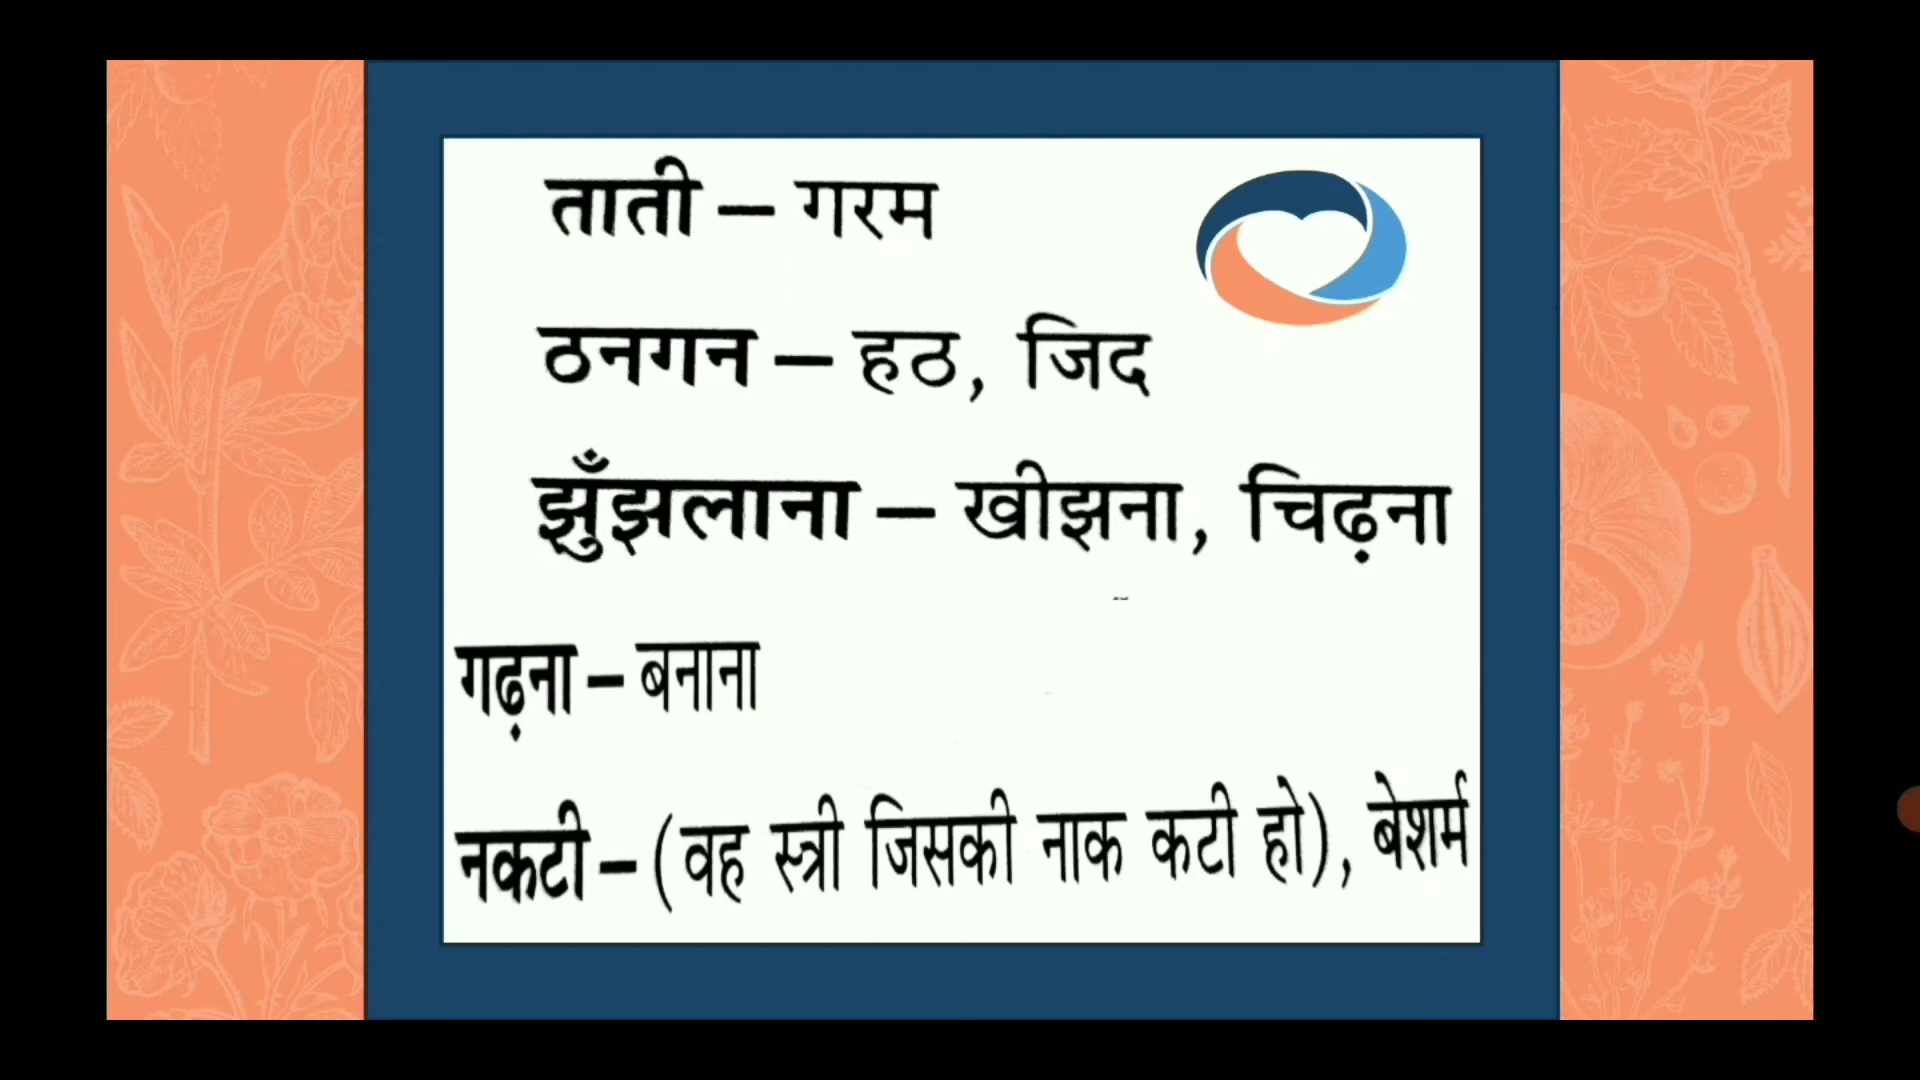 ताती – गरम
ठनगन – हठ, जिद
झुँझलाना – खीझना, चिढ़ना
गढ़ना – बनाना
नकटी – (वह स्त्री जिसकी नाक कटी हो), बेशर्म